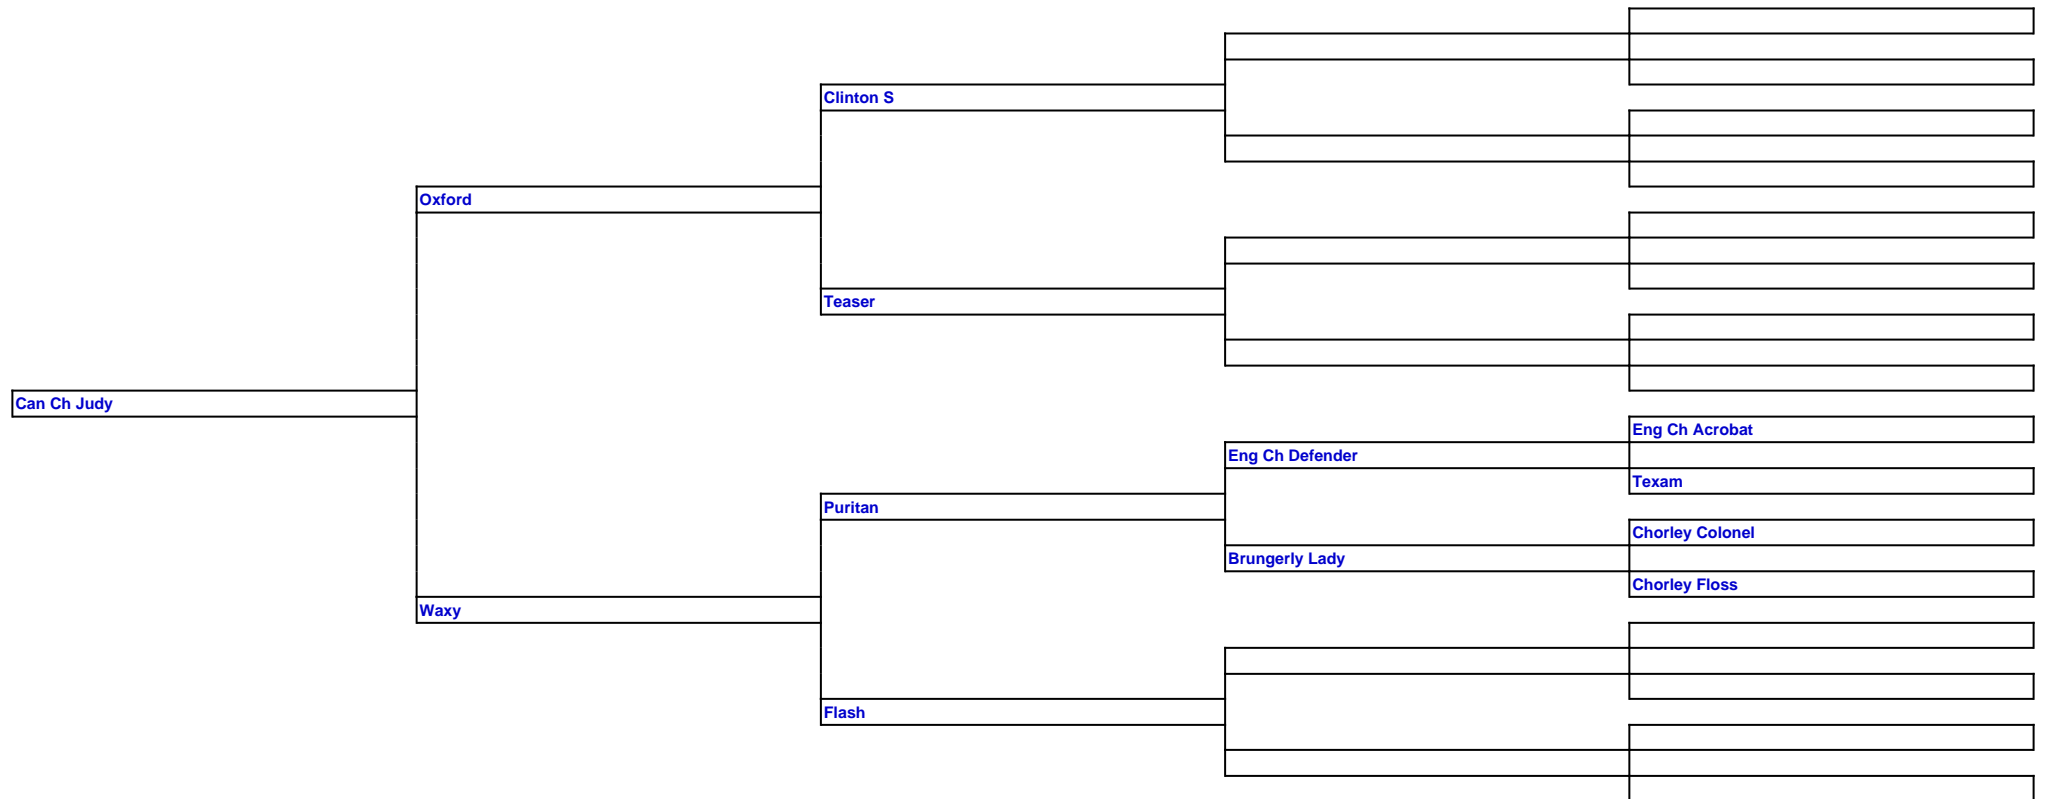 Clinton S
Oxford
Teaser
Can Ch Judy
Eng Ch Acrobat
Eng Ch Defender
Texam
Puritan
Chorley Colonel
Brungerly Lady
Chorley Floss
Waxy
Flash